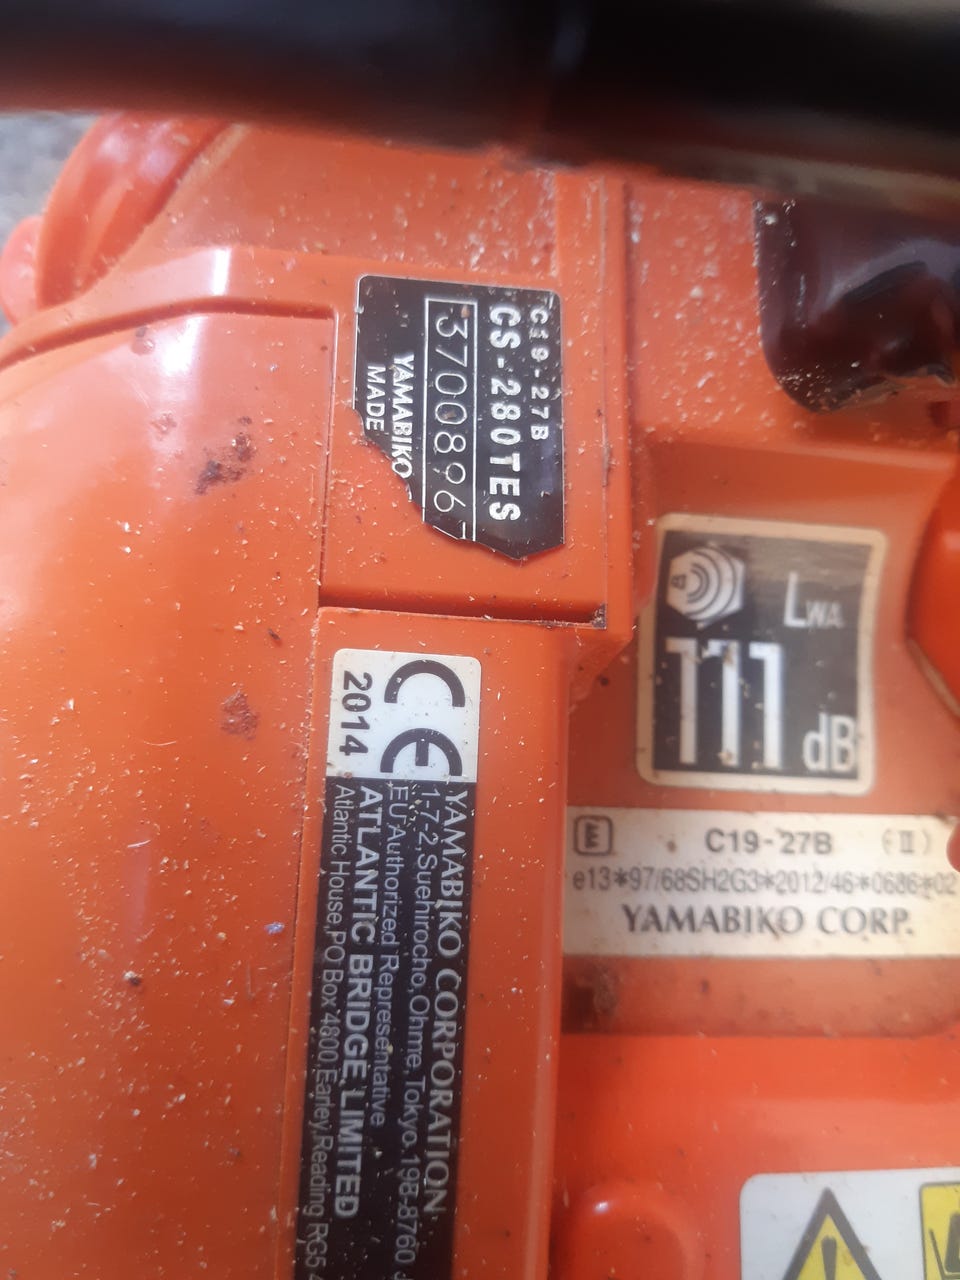 C19-27B
CS-280TES
3700896
YAMABIKO
MADE
LWA
111 dB
CE
2014
YAMABIKO CORPORATION
1-7-2,Suehirocho,Ohme,Tokyo 198-8760
EU Authorized Representative
ATLANTIC BRIDGE LIMITED
Atlantic House,PO Box 4800,Earley,Reading RG5 4
E C19-27B (II)
e13*97/68SH2G3*2012/46*0686*02
YAMABIKO CORP.